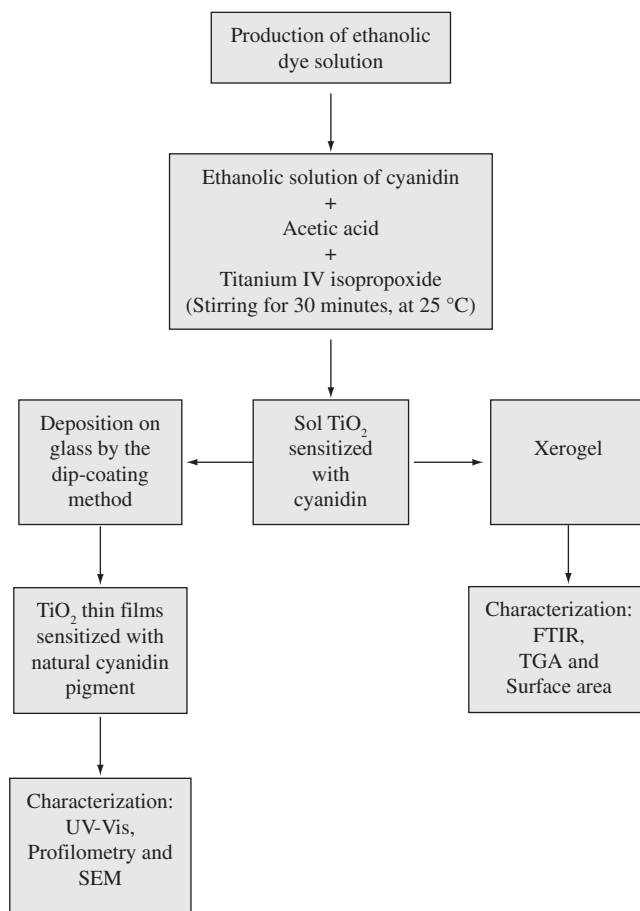 Production of ethanolic
dye solution
Ethanolic solution of cyanidin
+
Acetic acid
+
Titanium IV isopropoxide
(Stirring for 30 minutes, at 25 °C)
Deposition on
glass by the
dip-coating
method
Sol TiO₂
sensitized
with
cyanidin
Xerogel
TiO₂ thin films
sensitized with
natural cyanidin
pigment
Characterization:
FTIR,
TGA and
Surface area
Characterization:
UV-Vis,
Profilometry and
SEM